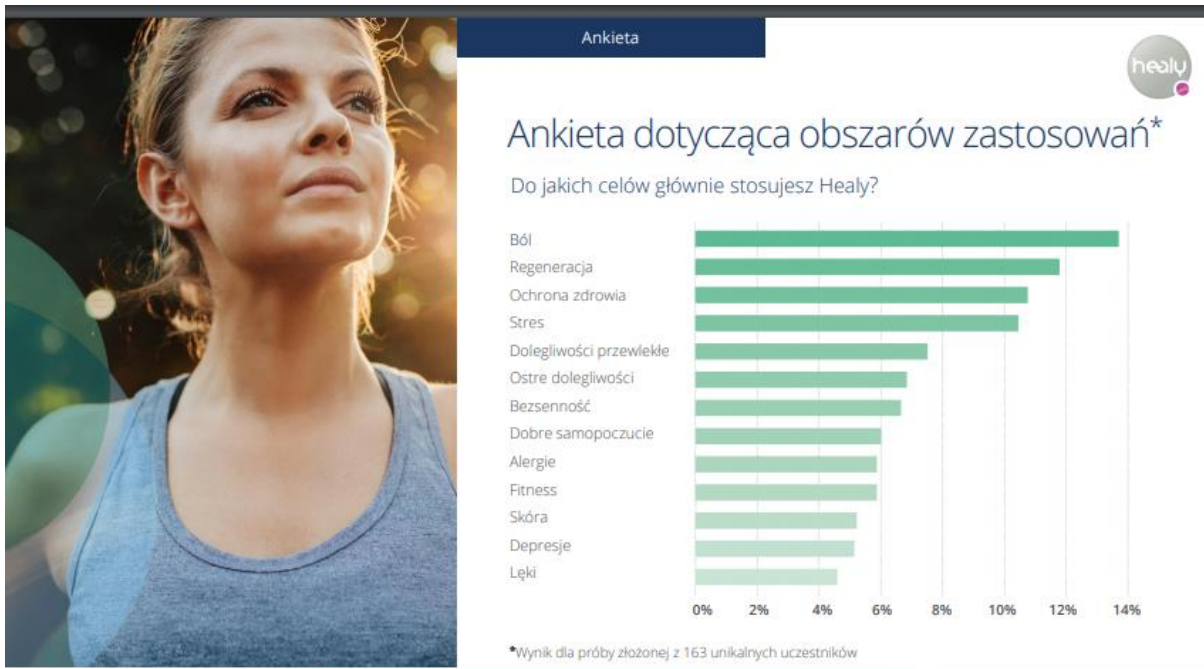 Ankieta
healy
Ankieta dotycząca obszarów zastosowań*
Do jakich celów głównie stosujesz Healy?
Ból
Regeneracja
Ochrona zdrowia
Stres
Dolegliwości przewlekłe
Ostre dolegliwości
Bezsenność
Dobre samopoczucie
Alergie
Fitness
Skóra
Depresje
Lęki
0% 2% 4% 6% 8% 10% 12% 14%
*Wynik dla próby złożonej z 163 unikalnych uczestników